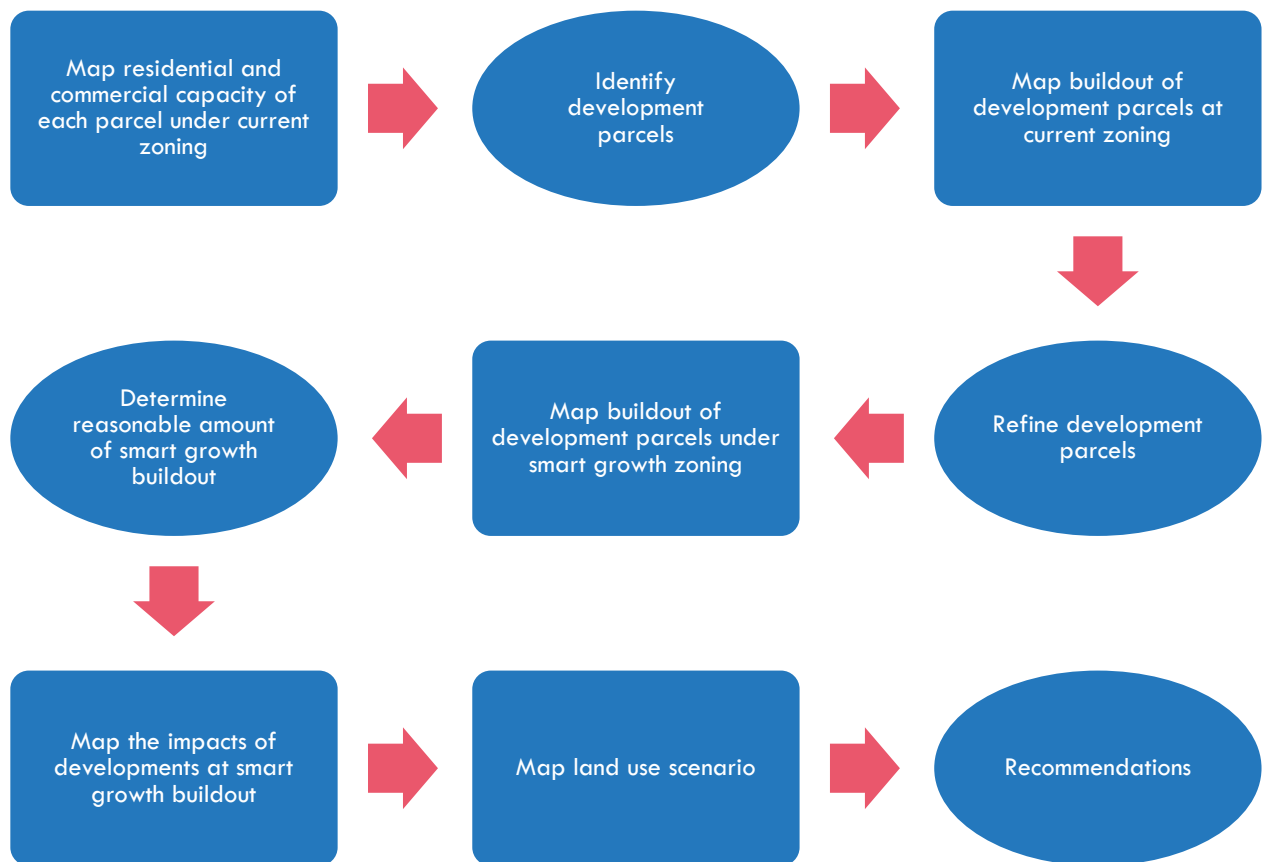 Map residential and
commercial capacity of
each parcel under current
zoning
Identify
development
parcels
Map buildout of
development parcels at
current zoning
Refine development
parcels
Map buildout of
development parcels under
smart growth zoning
Determine
reasonable amount
of smart growth
buildout
Map the impacts of
developments at smart
growth buildout
Map land use scenario
Recommendations